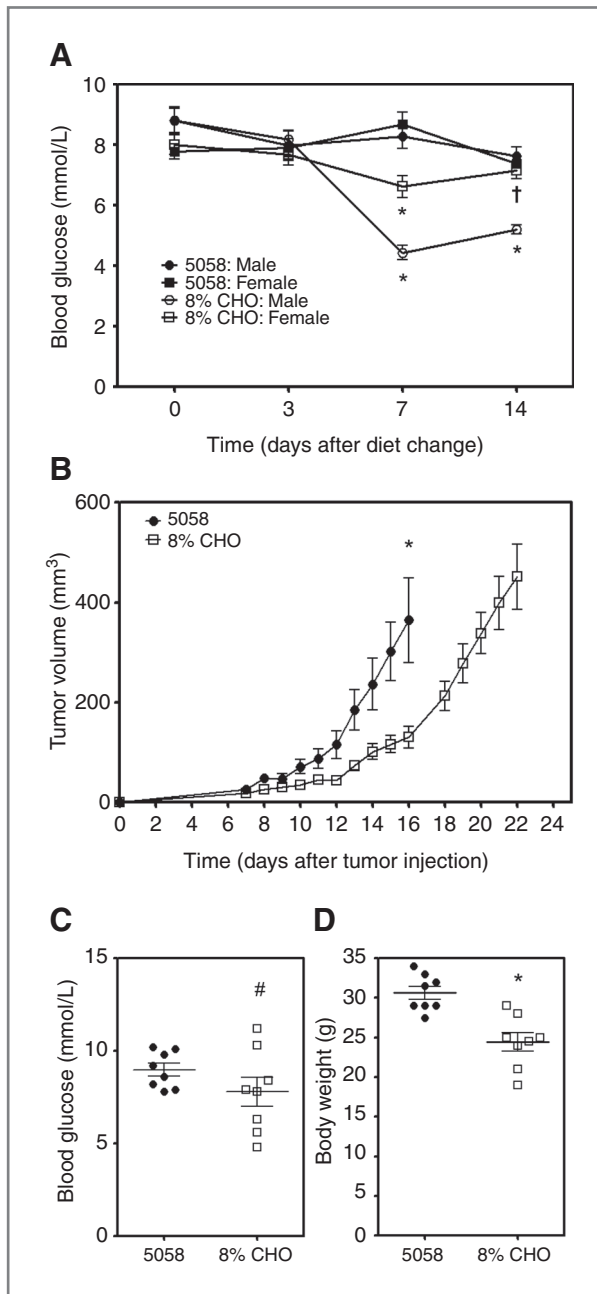 A
Blood glucose (mmol/L)
10
8
6
4
2
0
*
*
†
*
5058: Male
5058: Female
8% CHO: Male
8% CHO: Female
0 3 7 14
Time (days after diet change)
B
Tumor volume (mm³)
600
400
200
0
5058
8% CHO
*
0 2 4 6 8 10 12 14 16 18 20 22 24
Time (days after tumor injection)
C
Blood glucose (mmol/L)
15
10
5
0
#
5058 8% CHO
D
Body weight (g)
35
30
25
20
15
10
5
0
*
5058 8% CHO